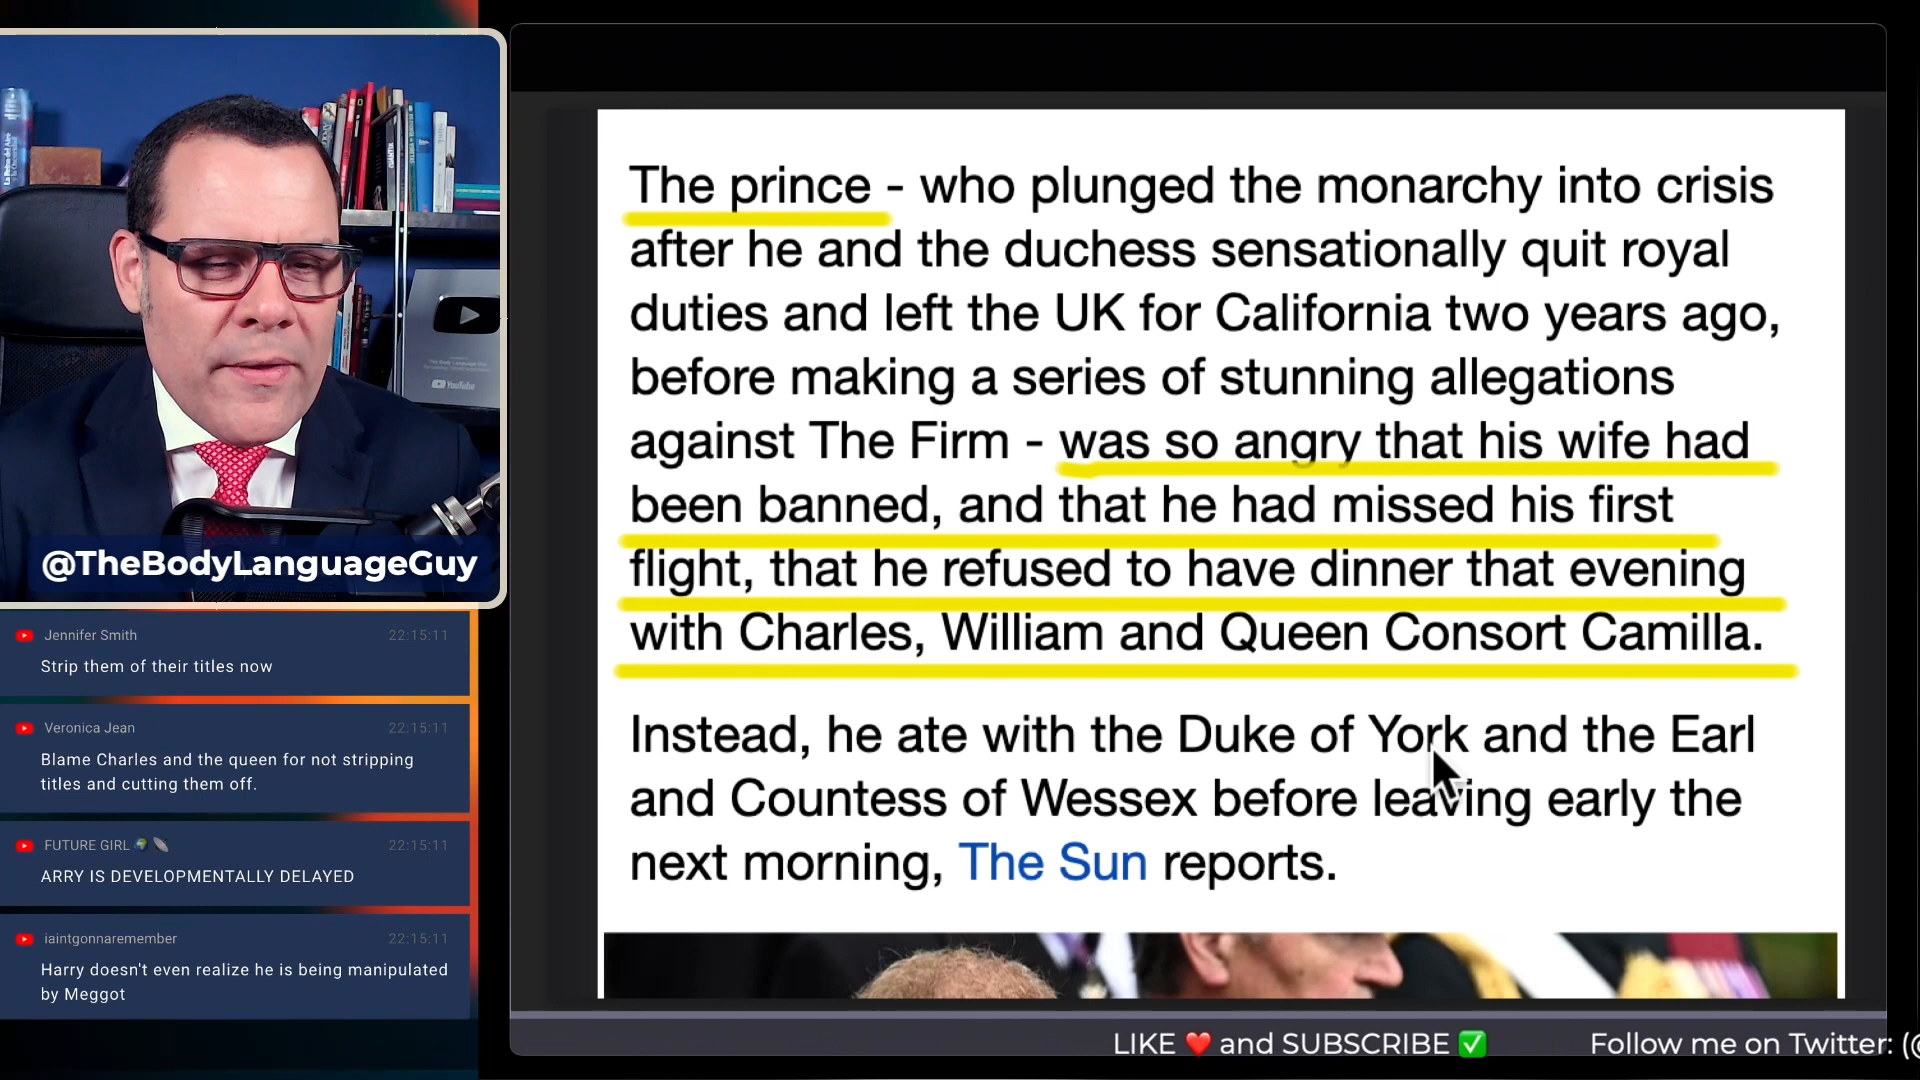 The prince - who plunged the monarchy into crisis
after he and the duchess sensationally quit royal
duties and left the UK for California two years ago,
before making a series of stunning allegations
against The Firm - was so angry that his wife had
been banned, and that he had missed his first
flight, that he refused to have dinner that evening
with Charles, William and Queen Consort Camilla.
Instead, he ate with the Duke of York and the Earl
and Countess of Wessex before leaving early the
next morning, The Sun reports.
YouTube
@TheBodyLanguageGuy
Jennifer Smith 22:15:11
Strip them of their titles now
Veronica Jean 22:15:11
Blame Charles and the queen for not stripping
titles and cutting them off.
FUTURE GIRL 🌍 🛰️ 22:15:11
ARRY IS DEVELOPMENTALLY DELAYED
iaintgonnaremember 22:15:11
Harry doesn't even realize he is being manipulated
by Meggot
LIKE ❤️ and SUBSCRIBE ✅ Follow me on Twitter: (@